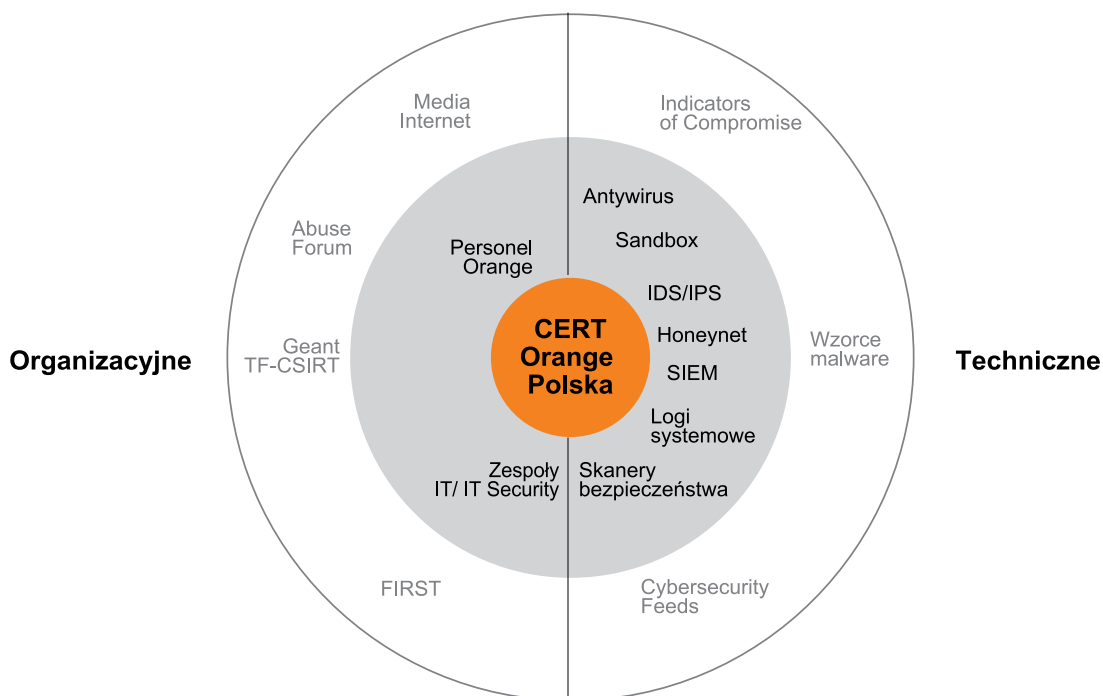 Media
Internet
Indicators
of Compromise
Abuse
Forum
Antywirus
Sandbox
Personel
Orange
IDS/IPS
Organizacyjne
Geant
TF-CSIRT
CERT
Orange
Polska
Honeynet
SIEM
Wzorce
malware
Techniczne
Logi
systemowe
Zespoły
IT/ IT Security
Skanery
bezpieczeństwa
FIRST
Cybersecurity
Feeds